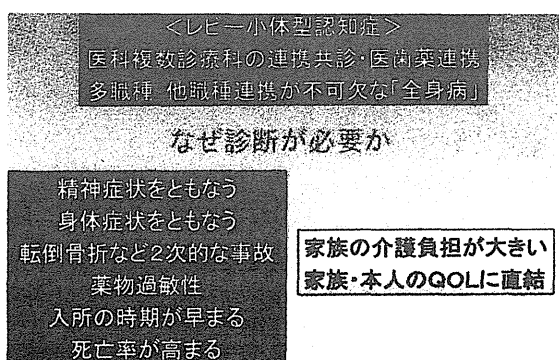 <レビー小体型認知症>
医科複数診療科の連携共診・医歯薬連携
多職種 他職種連携が不可欠な「全身病」
なぜ診断が必要か
精神症状をともなう
身体症状をともなう
転倒骨折など2次的な事故
薬物過敏性
入所の時期が早まる
死亡率が高まる
家族の介護負担が大きい
家族・本人のQOLに直結